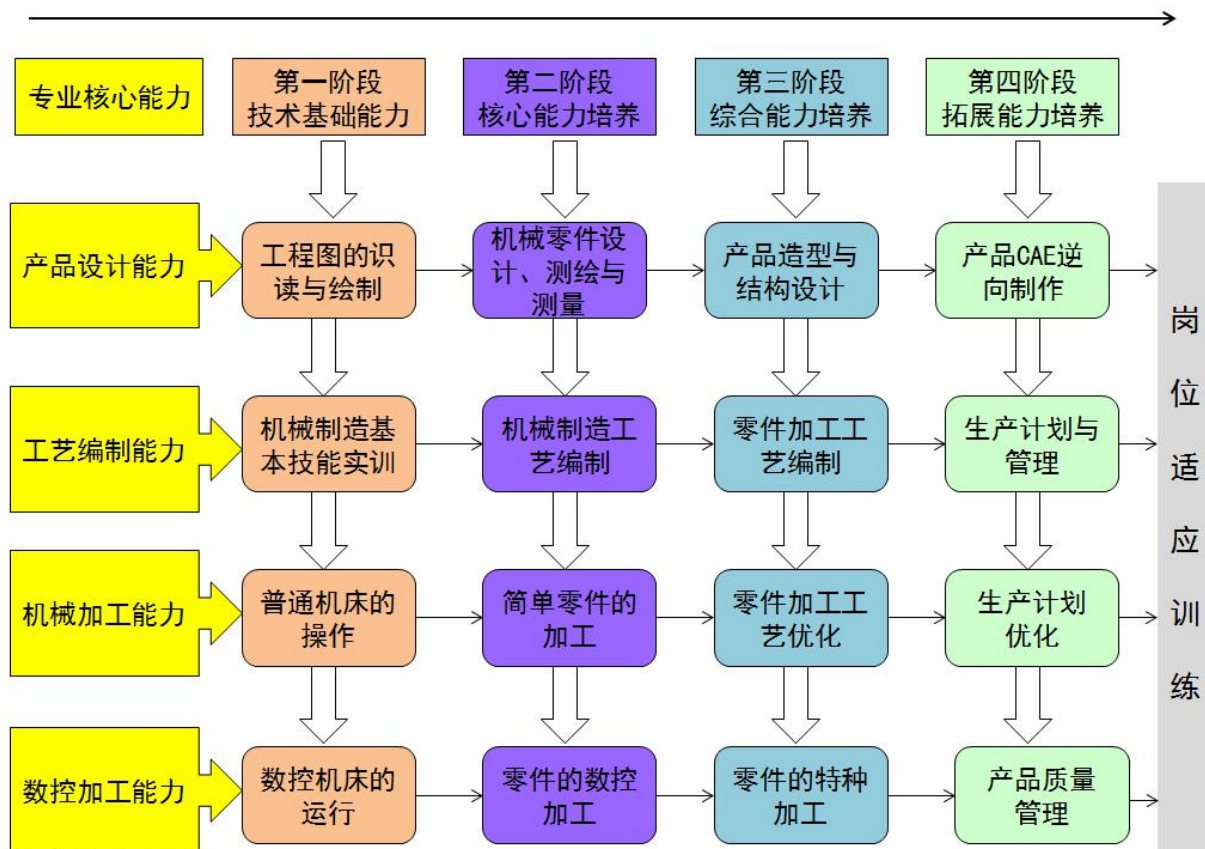 专业核心能力
第一阶段
技术基础能力
第二阶段
核心能力培养
第三阶段
综合能力培养
第四阶段
拓展能力培养
产品设计能力
工程图的识
读与绘制
机械零件设
计、测绘与
测量
产品造型与
结构设计
产品CAE逆
向制作
工艺编制能力
机械制造基
本技能实训
机械制造工
艺编制
零件加工工
艺编制
生产计划与
管理
机械加工能力
普通机床的
操作
简单零件的
加工
零件加工工
艺优化
生产计划
优化
数控加工能力
数控机床的
运行
零件的数控
加工
零件的特种
加工
产品质量
管理
岗
位
适
应
训
练